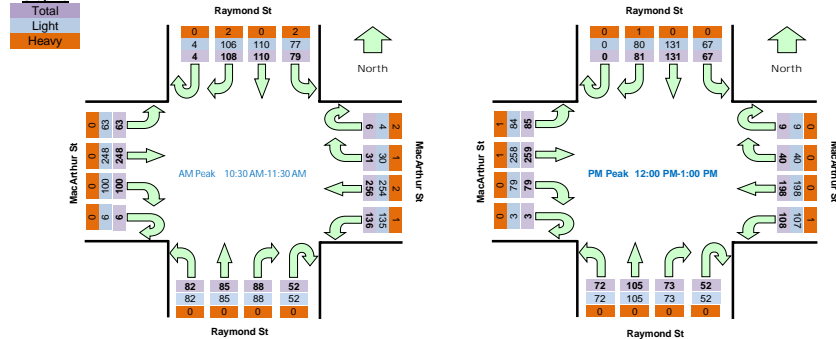 Total
Light
Heavy
Raymond St
0 2 0 2
4 106 110 77
4 108 110 79
North
MacArthur St
0 63 63
0 248 248
0 100 100
0 6 6
AM Peak 10:30 AM-11:30 AM
6 4 2
31 30 1
256 254 2
136 135 1
MacArthur St
82 85 88 52
82 85 88 52
0 0 0 0
Raymond St
Raymond St
0 1 0 0
0 80 131 67
0 81 131 67
North
MacArthur St
1 84 85
1 258 259
0 79 79
0 3 3
PM Peak 12:00 PM-1:00 PM
9 9 0
40 40 0
198 198 0
108 107 1
MacArthur St
72 105 73 52
72 105 73 52
0 0 0 0
Raymond St